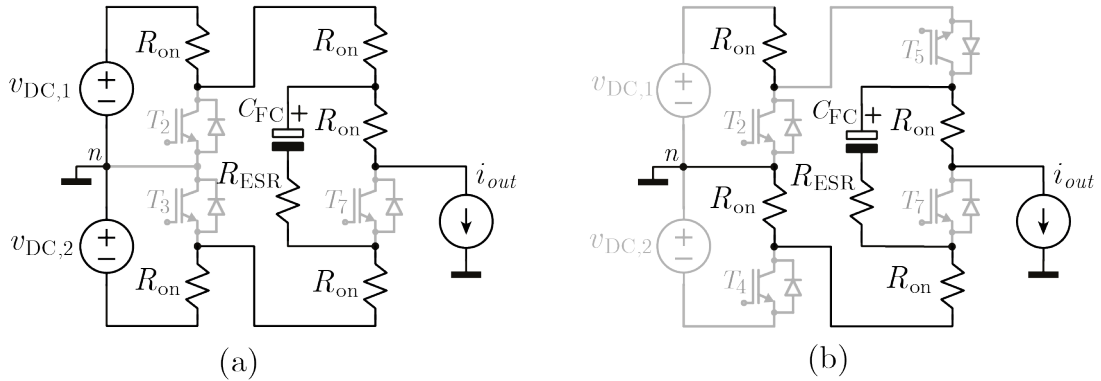 R_on
R_on
v_DC,1
+
−
T_2
C_FC +
R_on
n
R_ESR
i_out
T_3
T_7
v_DC,2
+
−
R_on
R_on
(a)
R_on
T_5
v_DC,1
+
−
T_2
C_FC +
R_on
n
R_ESR
i_out
R_on
T_7
v_DC,2
+
−
T_4
R_on
(b)